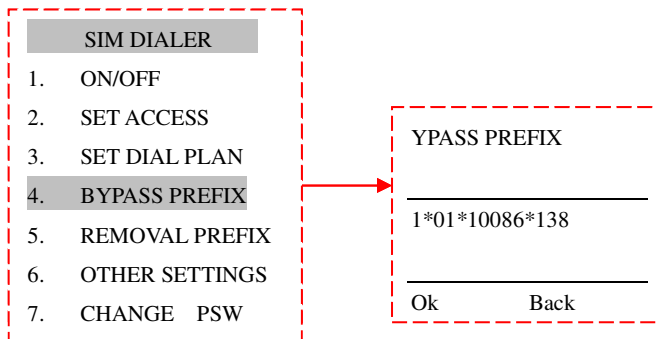 SIM DIALER
1. ON/OFF
2. SET ACCESS
3. SET DIAL PLAN
4. BYPASS PREFIX
5. REMOVAL PREFIX
6. OTHER SETTINGS
7. CHANGE PSW
YPASS PREFIX
1*01*10086*138
Ok Back